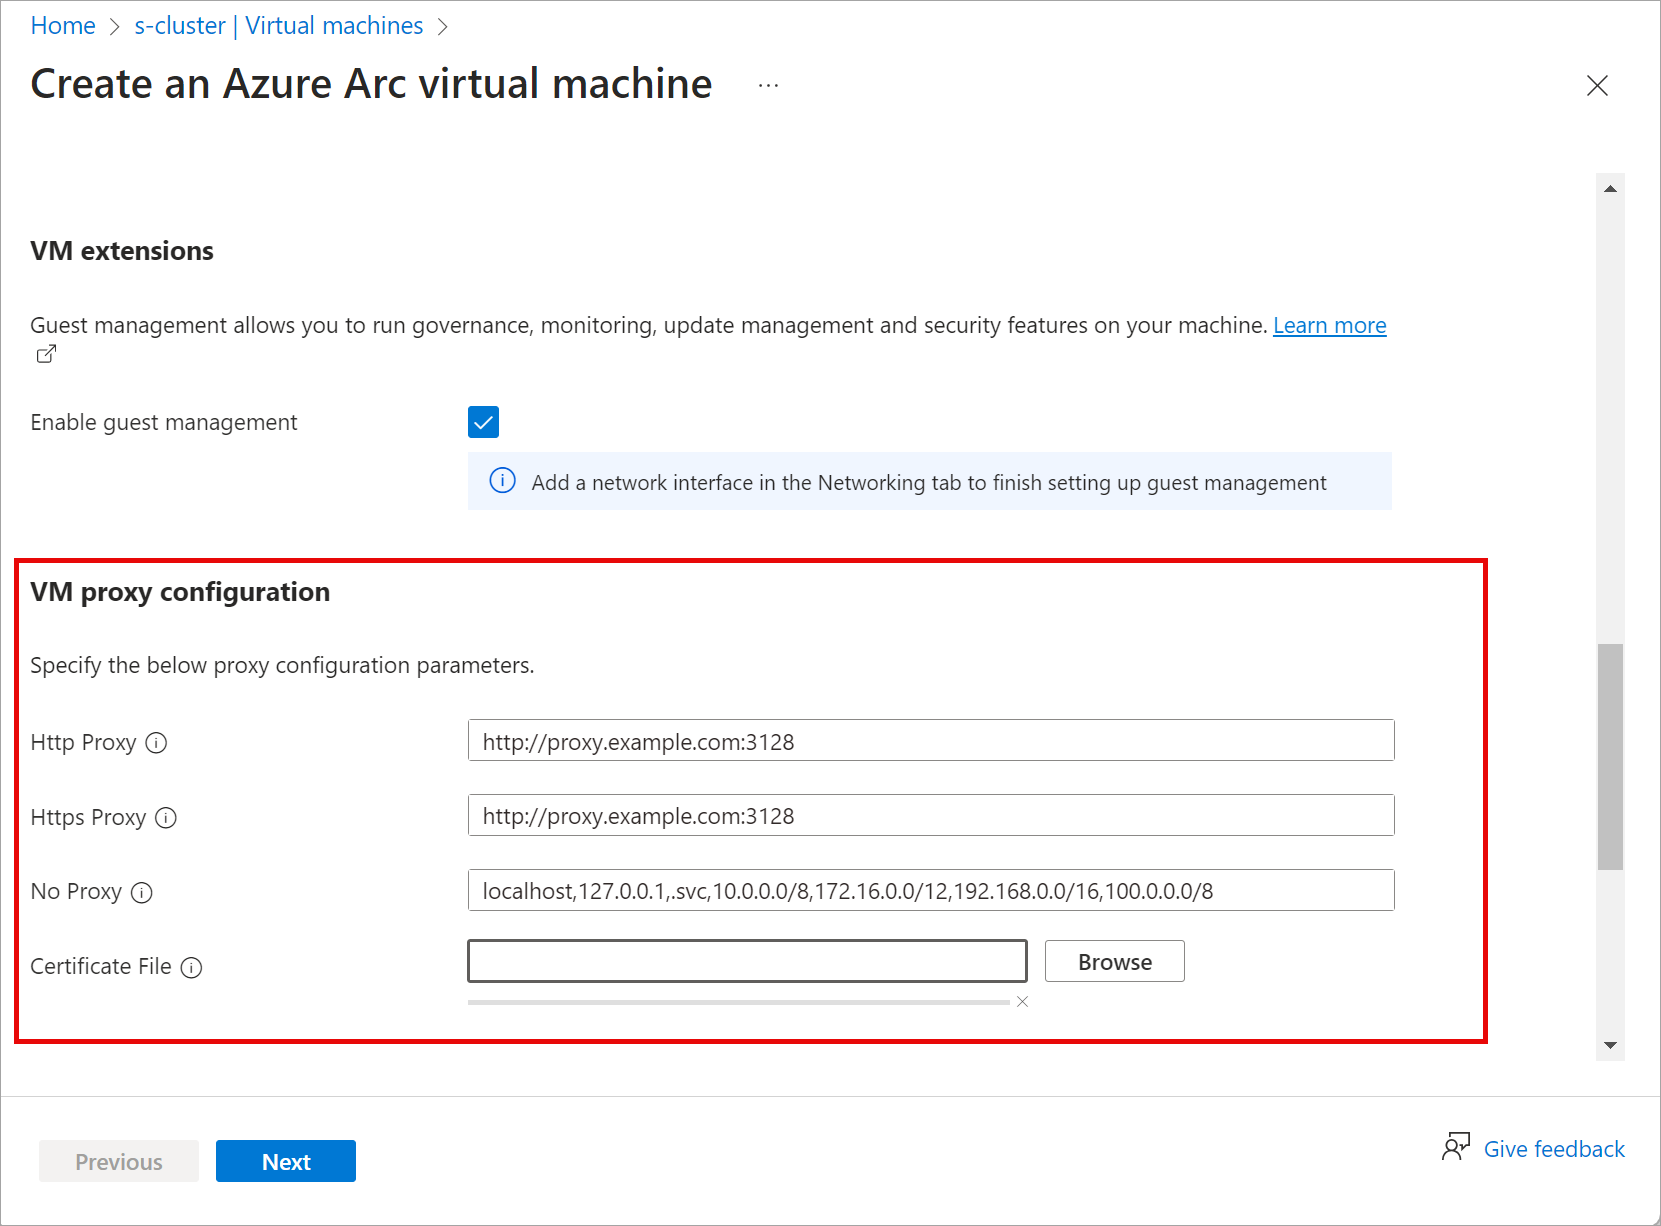 Home > s-cluster | Virtual machines >
Create an Azure Arc virtual machine ...
VM extensions
Guest management allows you to run governance, monitoring, update management and security features on your machine. Learn more
Enable guest management
Add a network interface in the Networking tab to finish setting up guest management
VM proxy configuration
Specify the below proxy configuration parameters.
Http Proxy http://proxy.example.com:3128
Https Proxy http://proxy.example.com:3128
No Proxy localhost,127.0.0.1,.svc,10.0.0.0/8,172.16.0.0/12,192.168.0.0/16,100.0.0.0/8
Certificate File Browse
Previous Next Give feedback